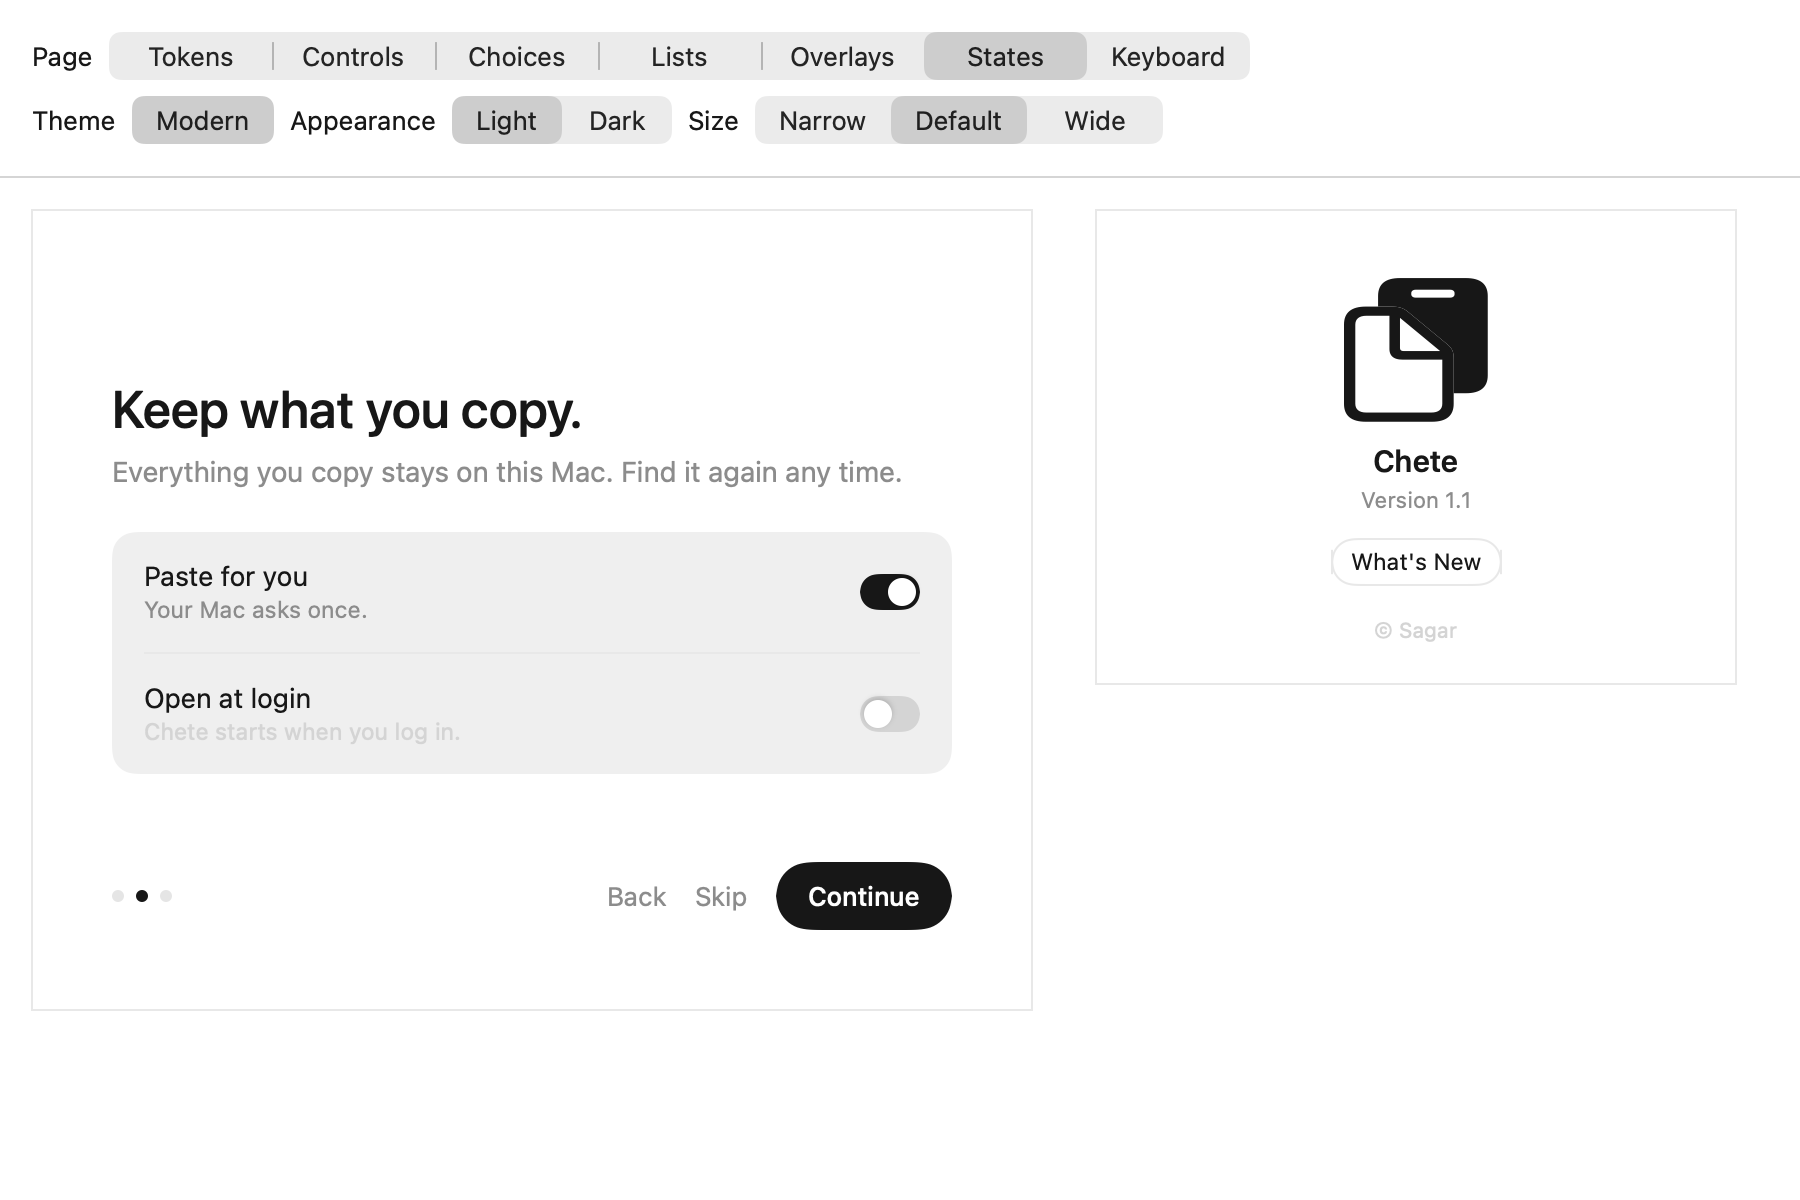 Page Tokens Controls Choices Lists Overlays States Keyboard
Theme Modern Appearance Light Dark Size Narrow Default Wide
Keep what you copy.
Everything you copy stays on this Mac. Find it again any time.
Paste for you
Your Mac asks once.
Open at login
Chete starts when you log in.
Back Skip Continue
Chete
Version 1.1
What's New
© Sagar